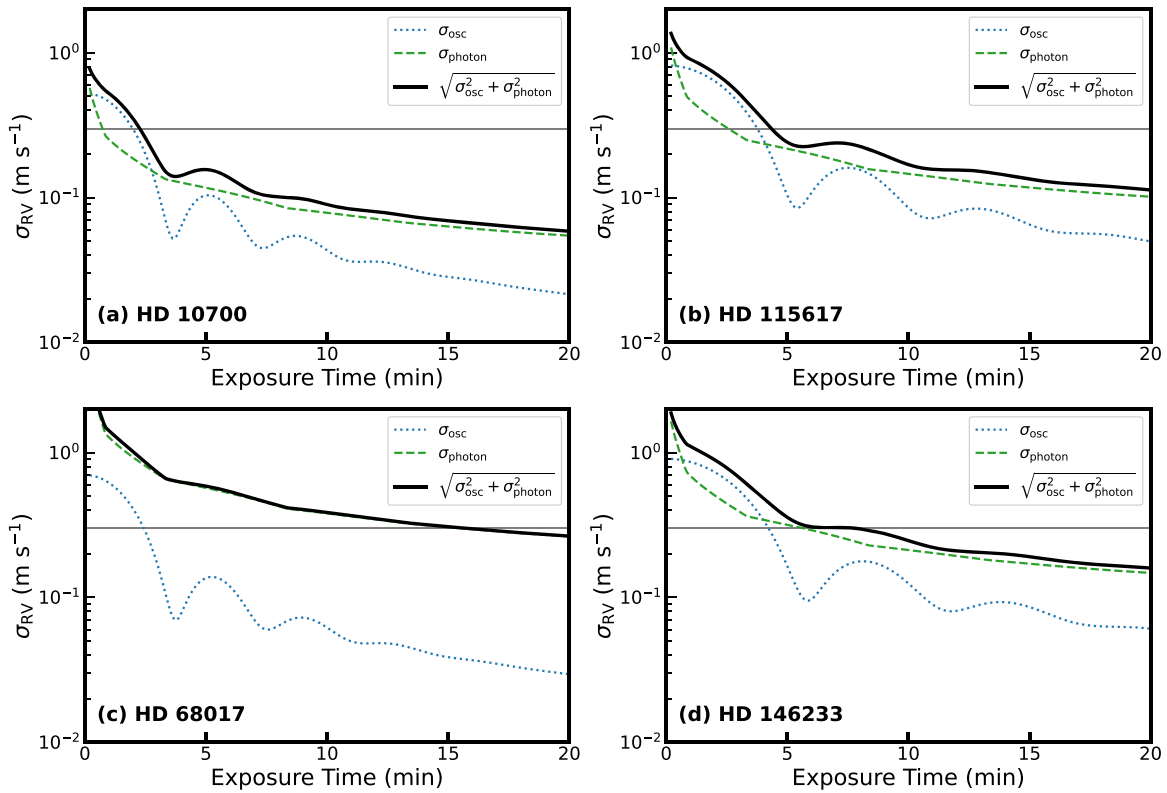 σ_RV (m s⁻¹)
10⁰
10⁻¹
10⁻²
σ_osc
σ_photon
√(σ²_osc + σ²_photon)
(a) HD 10700
0 5 10 15 20
Exposure Time (min)
σ_RV (m s⁻¹)
10⁰
10⁻¹
10⁻²
σ_osc
σ_photon
√(σ²_osc + σ²_photon)
(b) HD 115617
0 5 10 15 20
Exposure Time (min)
σ_RV (m s⁻¹)
10⁰
10⁻¹
10⁻²
σ_osc
σ_photon
√(σ²_osc + σ²_photon)
(c) HD 68017
0 5 10 15 20
Exposure Time (min)
σ_RV (m s⁻¹)
10⁰
10⁻¹
10⁻²
σ_osc
σ_photon
√(σ²_osc + σ²_photon)
(d) HD 146233
0 5 10 15 20
Exposure Time (min)